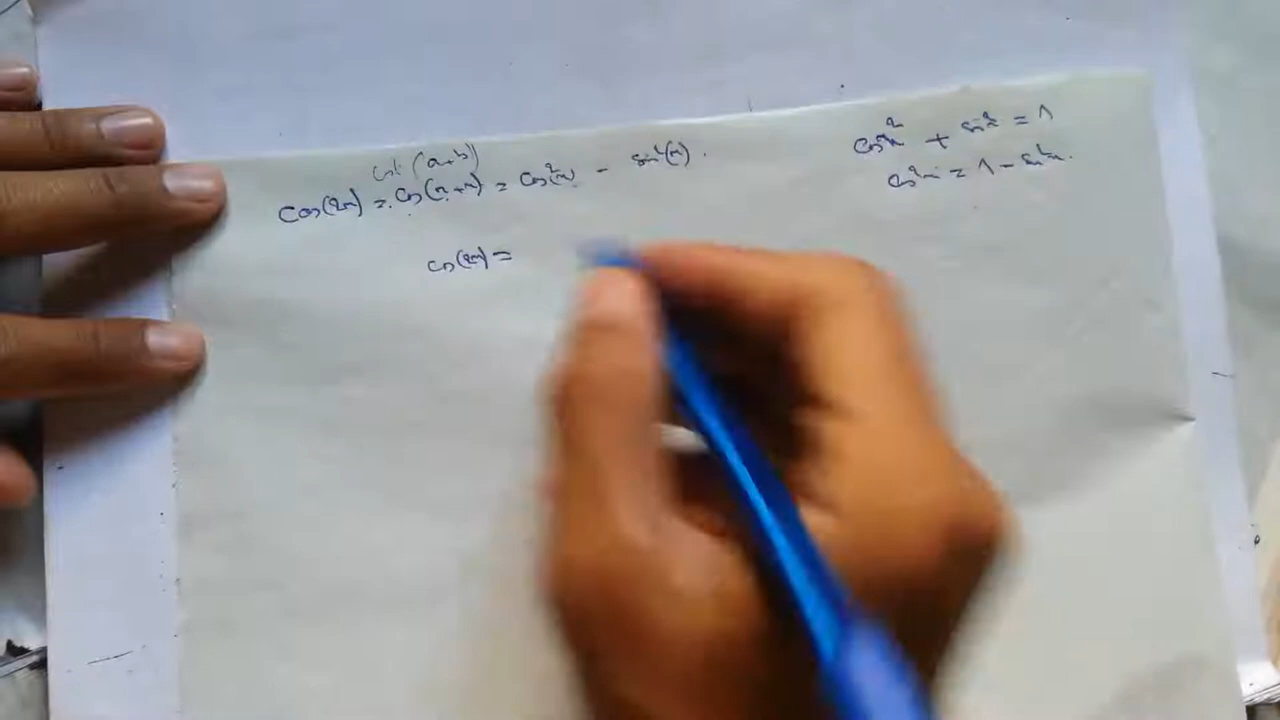 cos(a+b)
cos(2x) = cos(x+x) = cos²(x) - sin²(x).
cos(2x) =
cos²x + sin²x = 1
cos²x = 1 - sin²x.